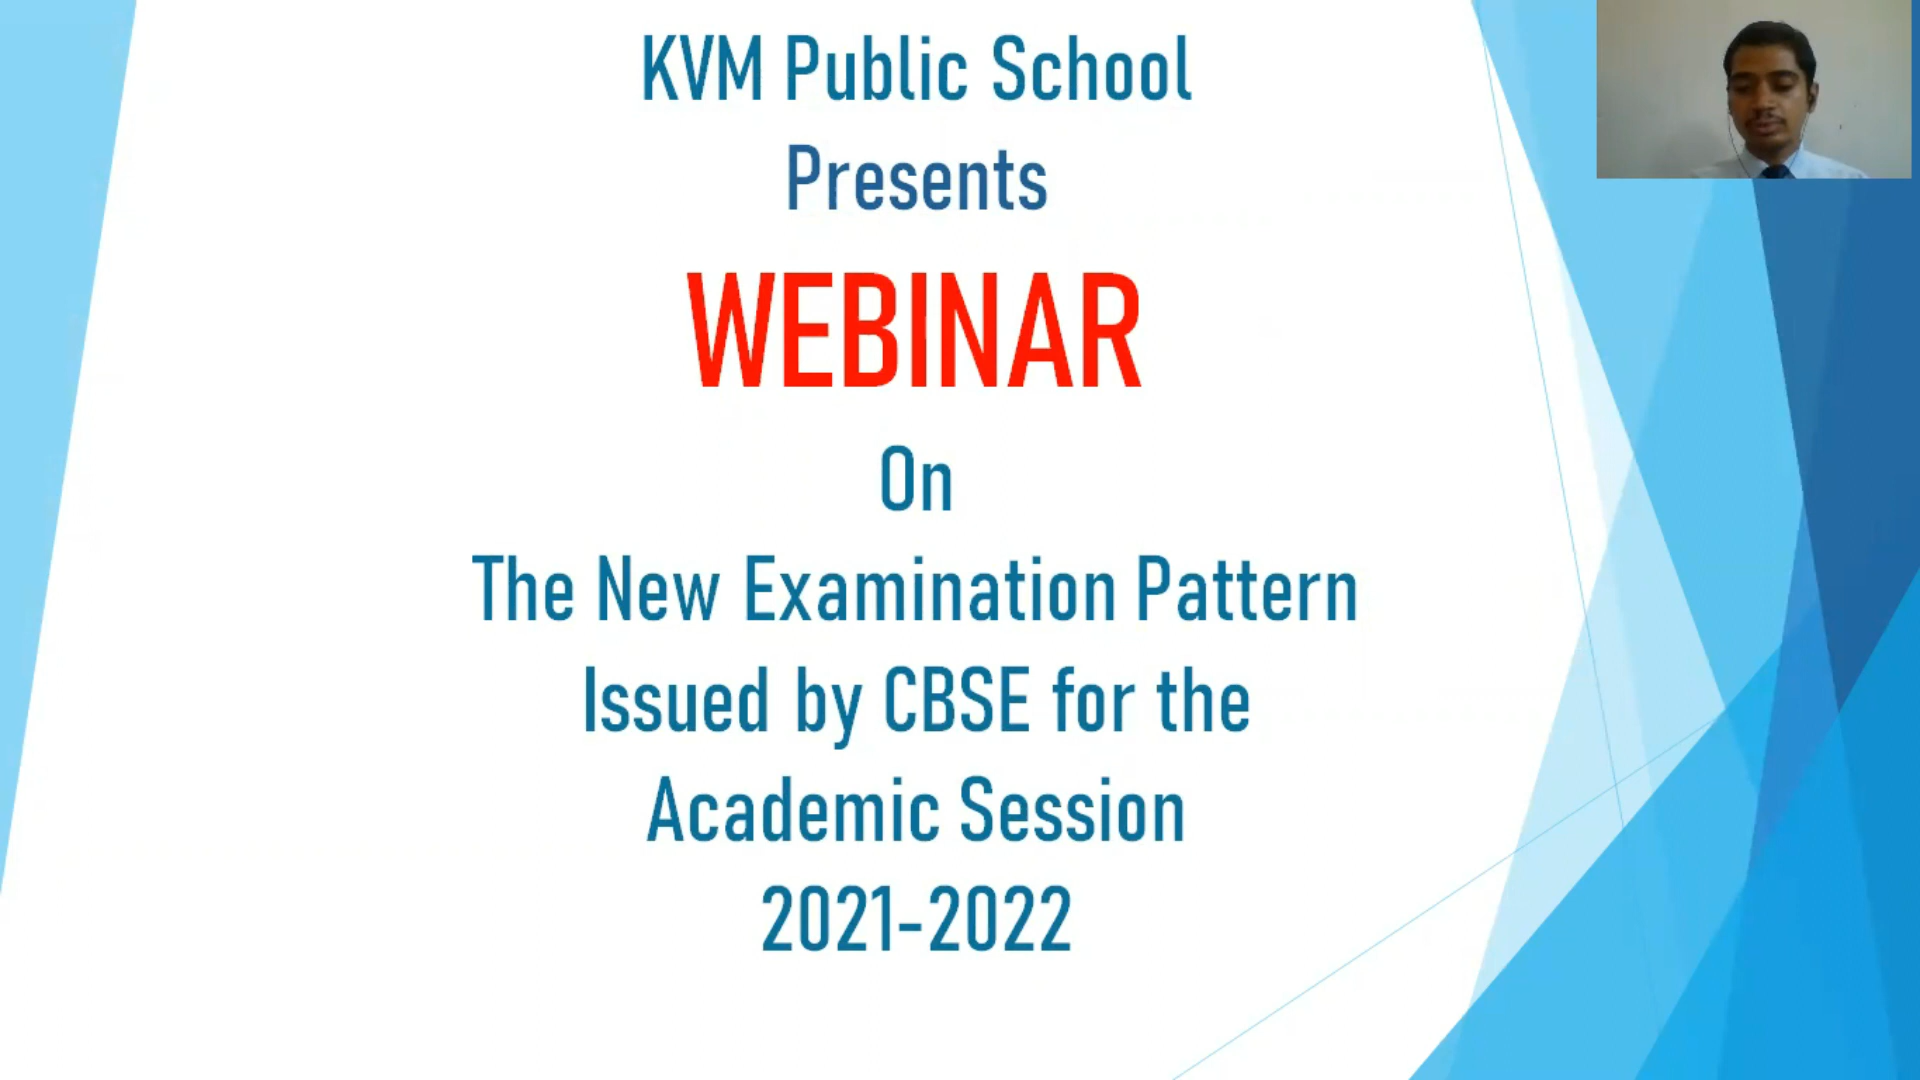 KVM Public School
Presents
WEBINAR
On
The New Examination Pattern
Issued by CBSE for the
Academic Session
2021-2022